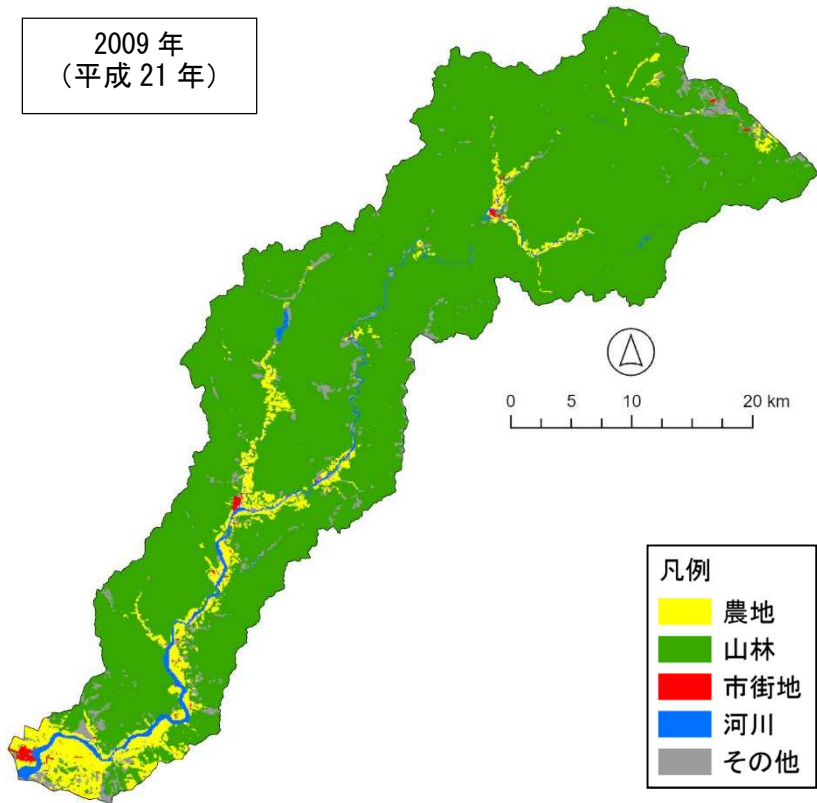 2009 年
（平成 21 年）
0 5 10 20 km
凡例
農地
山林
市街地
河川
その他